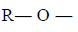 R— O —